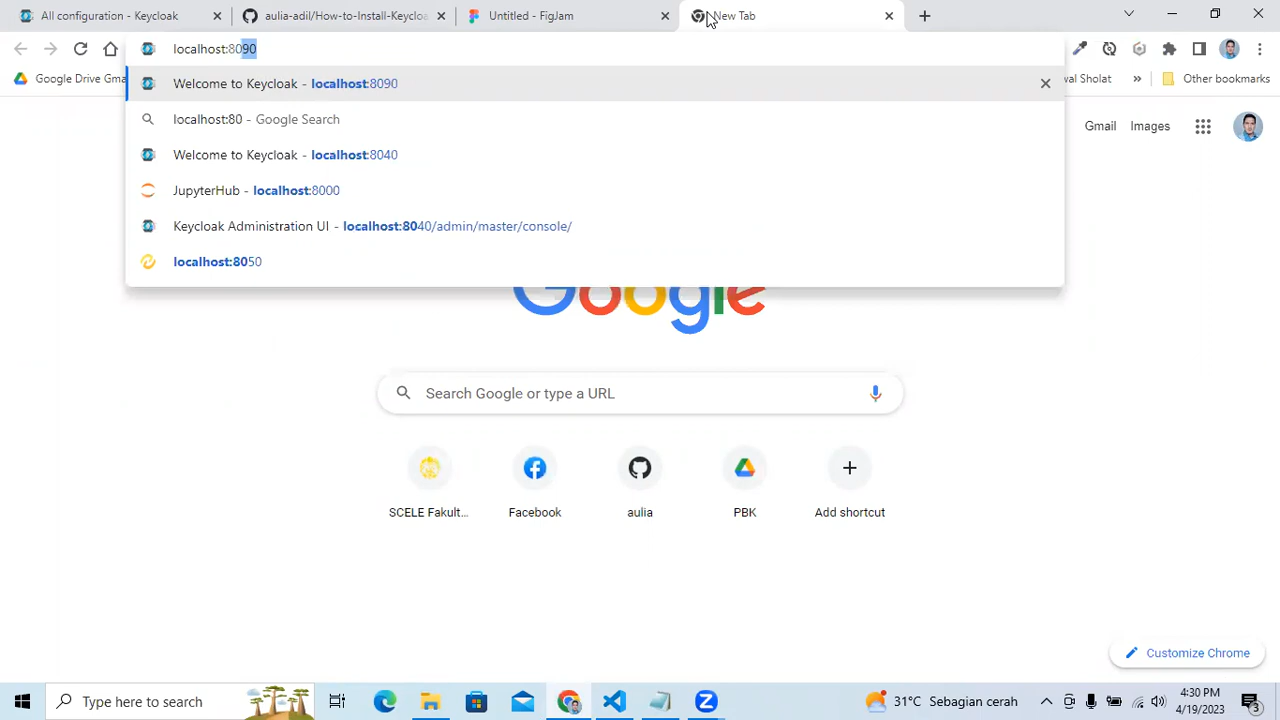 All configuration - Keycloak
aulia-adil/How-to-Install-Keycloa
Untitled - FigJam
New Tab
localhost:8090
Google Drive Gma
wal Sholat
»
Other bookmarks
Welcome to Keycloak - localhost:8090
localhost:80 - Google Search
Welcome to Keycloak - localhost:8040
JupyterHub - localhost:8000
Keycloak Administration UI - localhost:8040/admin/master/console/
localhost:8050
Gmail
Images
Google
Search Google or type a URL
SCELE Fakult...
Facebook
aulia
PBK
Add shortcut
Customize Chrome
Type here to search
31°C Sebagian cerah
4:30 PM
4/19/2023
3